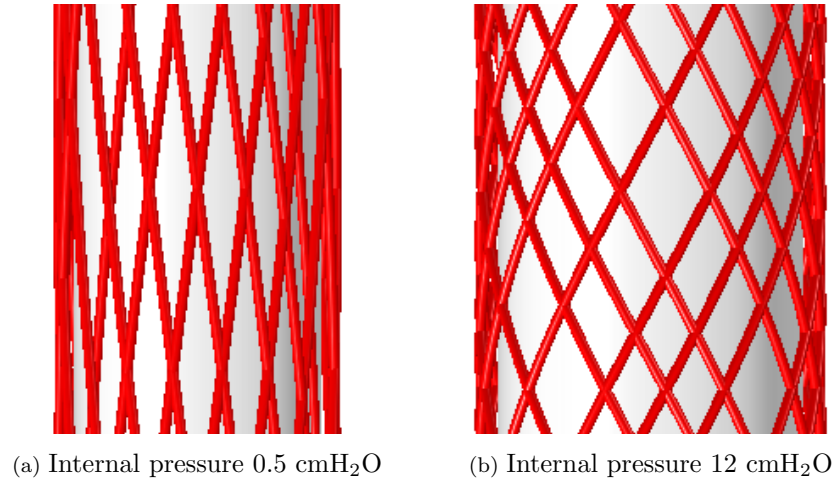 (a) Internal pressure 0.5 cmH₂O
(b) Internal pressure 12 cmH₂O